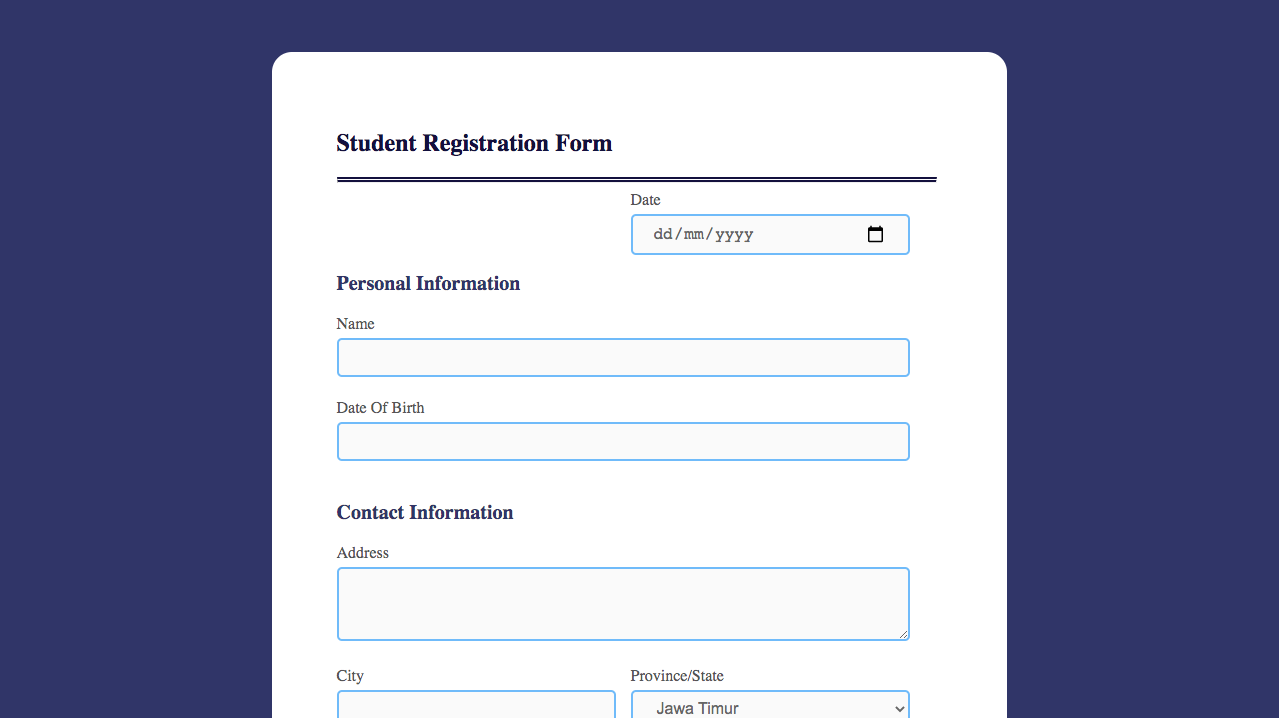 Student Registration Form
Date
dd/mm/yyyy
Personal Information
Name
Date Of Birth
Contact Information
Address
City Province/State
Jawa Timur